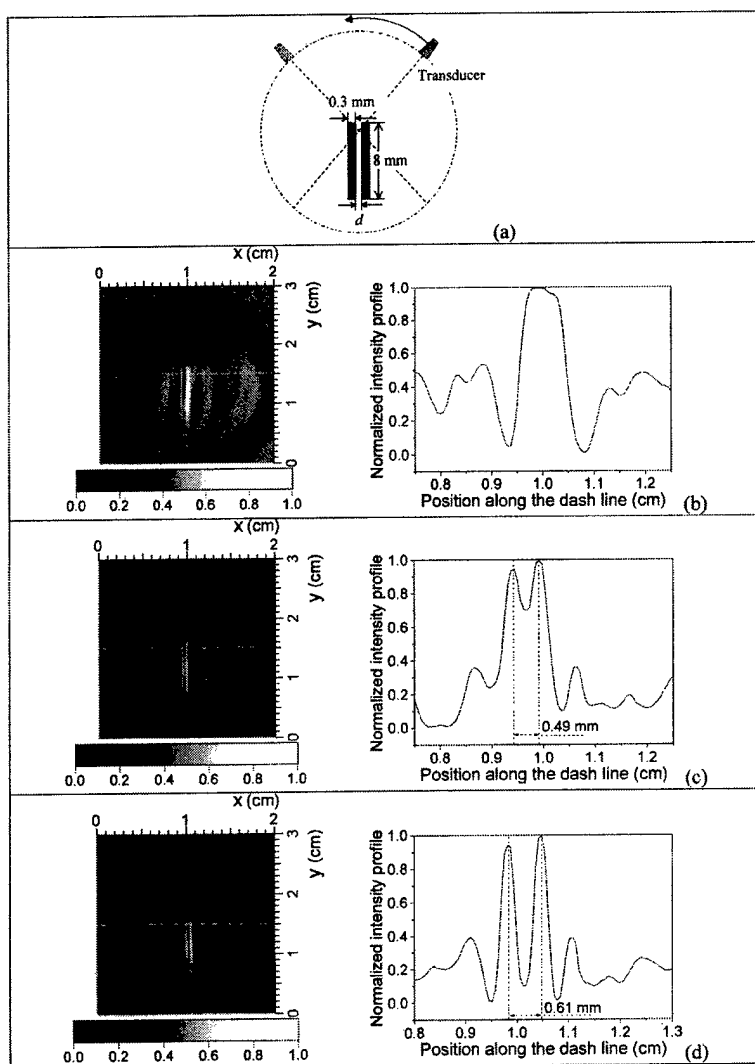 Transducer
0.3 mm
8 mm
d
(a)
x (cm)
0 1 2
y (cm)
3
2
1
0
0.0 0.2 0.4 0.6 0.8 1.0
Normalized intensity profile
1.0
0.8
0.6
0.4
0.2
0.0
0.8 0.9 1.0 1.1 1.2
Position along the dash line (cm)
(b)
x (cm)
0 1 2
y (cm)
3
2
1
0
0.0 0.2 0.4 0.6 0.8 1.0
Normalized intensity profile
1.0
0.8
0.6
0.4
0.2
0.0
0.49 mm
0.8 0.9 1.0 1.1 1.2
Position along the dash line (cm)
(c)
x (cm)
0 1 2
y (cm)
3
2
1
0
0.0 0.2 0.4 0.6 0.8 1.0
Normalized intensity profile
1.0
0.8
0.6
0.4
0.2
0.0
0.61 mm
0.8 0.9 1.0 1.1 1.2 1.3
Position along the dash line (cm)
(d)